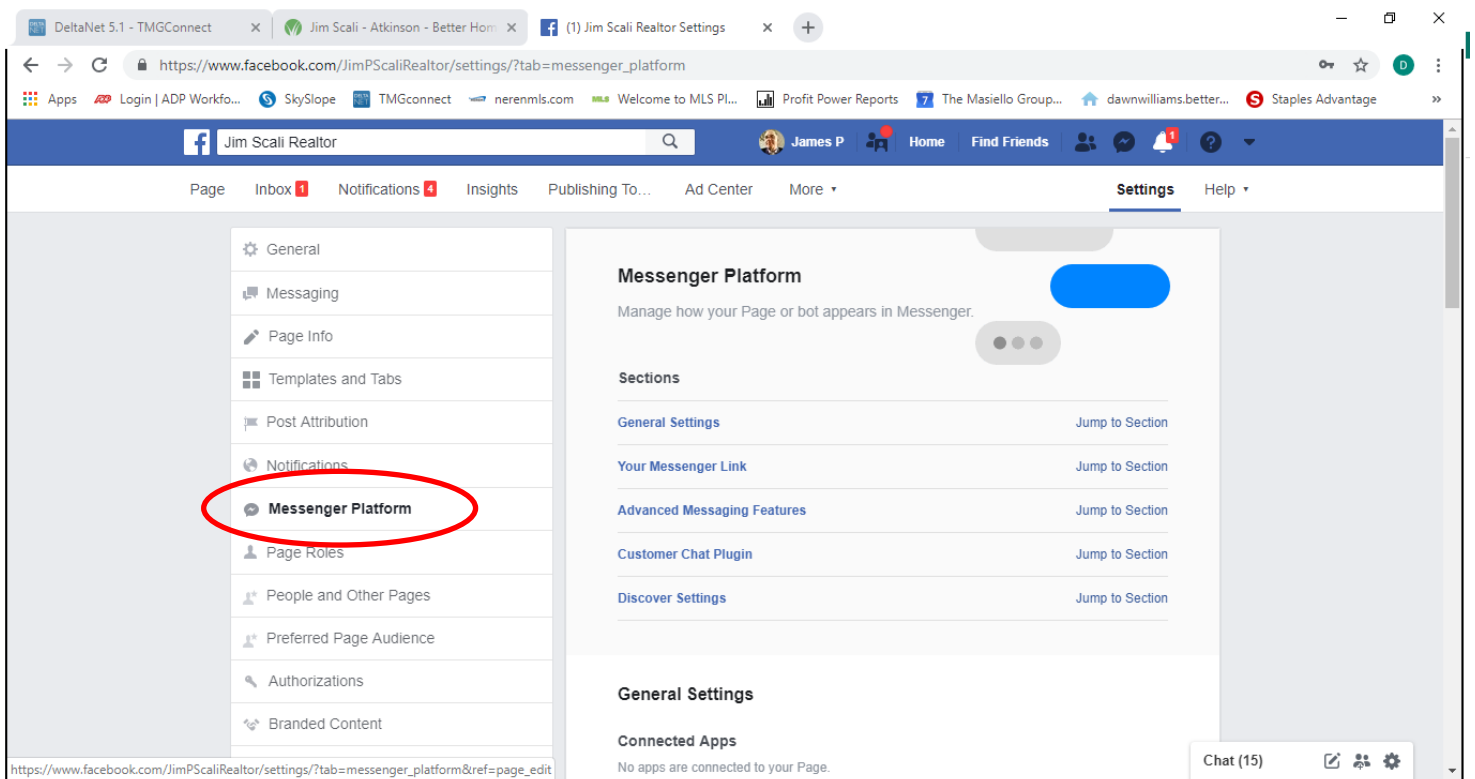 DeltaNet 5.1 - TMGConnect Jim Scali - Atkinson - Better Hom (1) Jim Scali Realtor Settings
https://www.facebook.com/JimPScaliRealtor/settings/?tab=messenger_platform D
Apps Login | ADP Workfo... SkySlope TMGconnect nerenmls.com Welcome to MLS Pl... Profit Power Reports The Masiello Group... dawnwilliams.better... Staples Advantage »
Jim Scali Realtor James P Home Find Friends 1
Page Inbox 1 Notifications 4 Insights Publishing To... Ad Center More Settings Help
General
Messaging
Page Info
Templates and Tabs
Post Attribution
Notifications
Messenger Platform
Page Roles
People and Other Pages
Preferred Page Audience
Authorizations
Branded Content
Messenger Platform
Manage how your Page or bot appears in Messenger.
Sections
General Settings Jump to Section
Your Messenger Link Jump to Section
Advanced Messaging Features Jump to Section
Customer Chat Plugin Jump to Section
Discover Settings Jump to Section
General Settings
Connected Apps
No apps are connected to your Page.
Chat (15)
https://www.facebook.com/JimPScaliRealtor/settings/?tab=messenger_platform&ref=page_edit